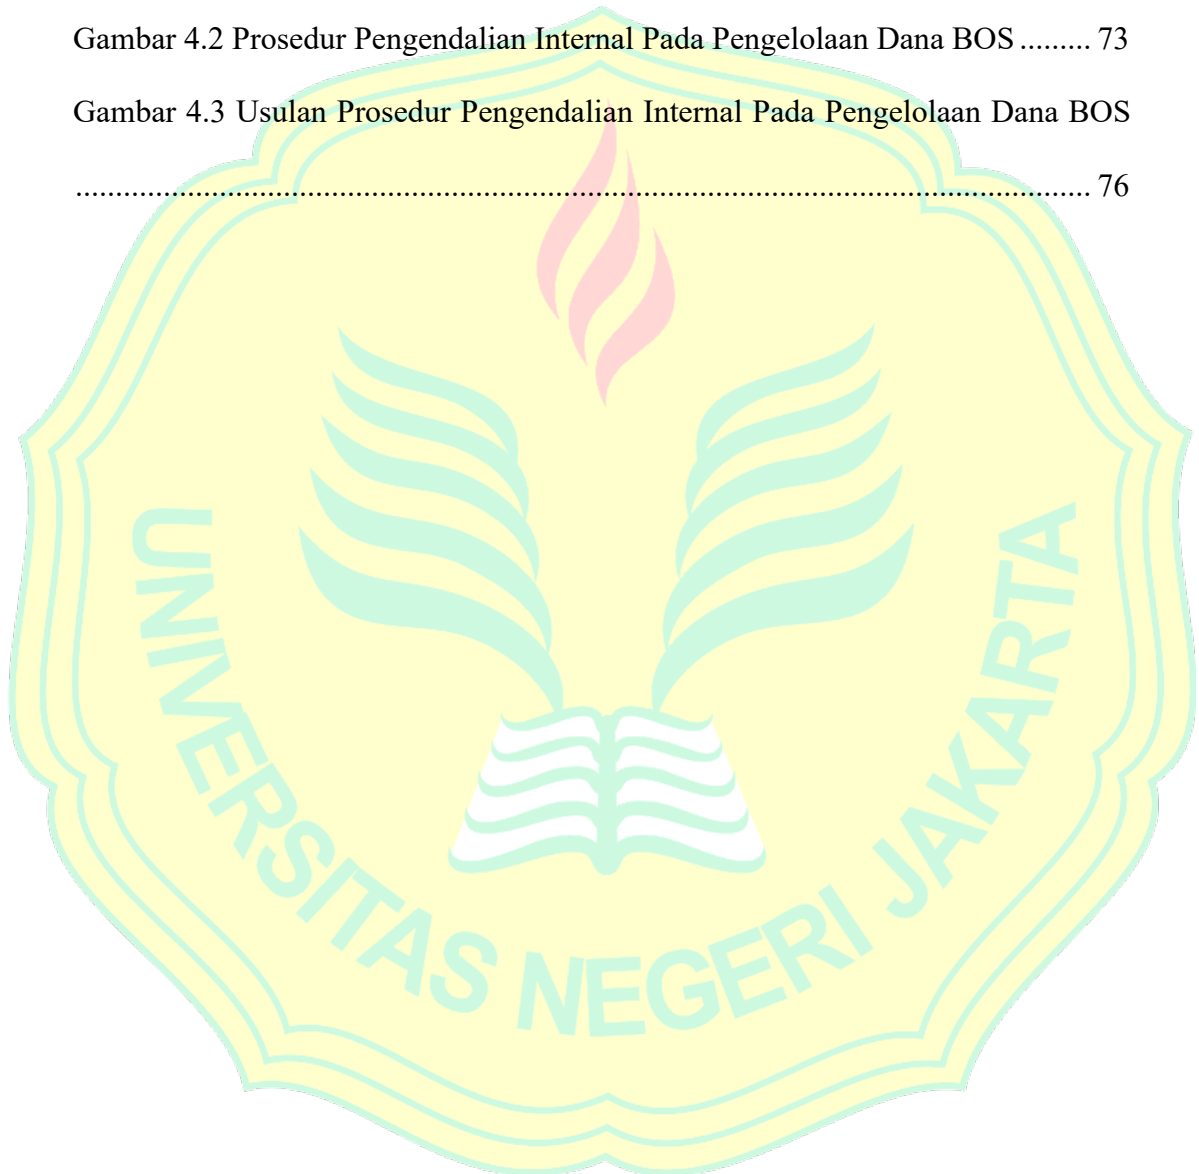 Gambar 4.2 Prosedur Pengendalian Internal Pada Pengelolaan Dana BOS ......... 73
Gambar 4.3 Usulan Prosedur Pengendalian Internal Pada Pengelolaan Dana BOS
.................................................................................................................................. 76
UNIVERSITAS NEGERI JAKARTA